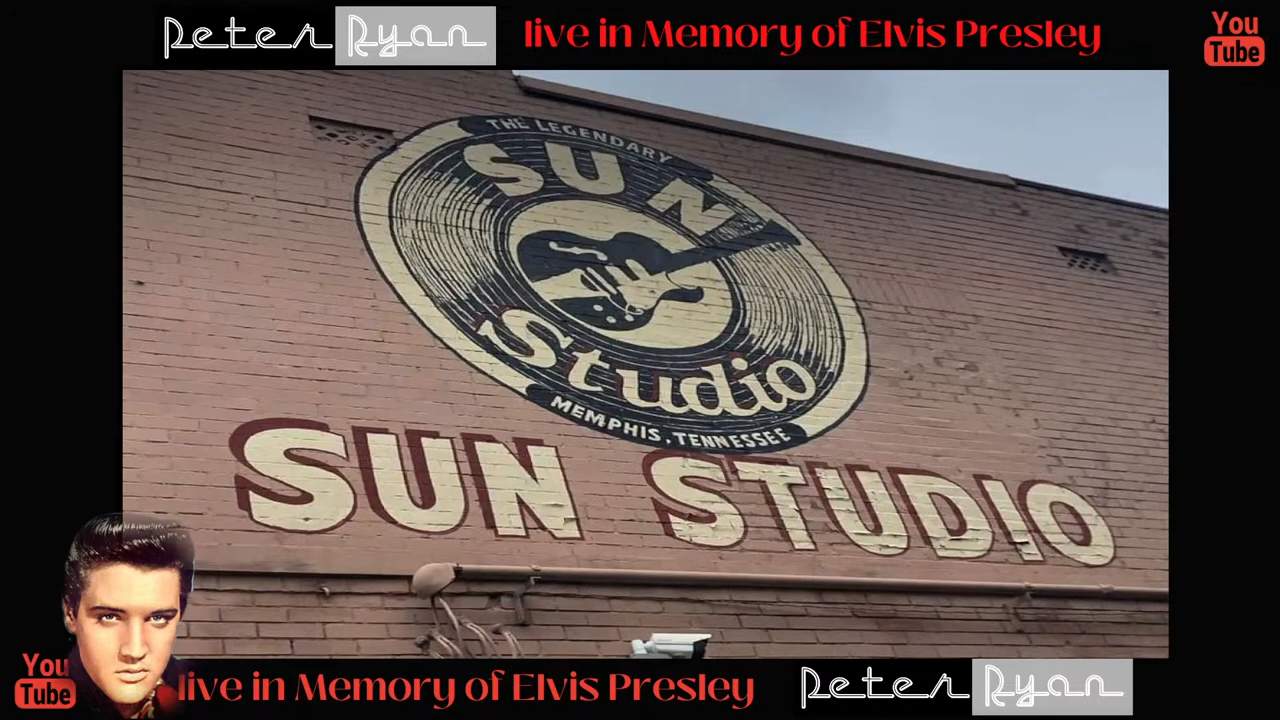 Peter Ryan live in Memory of Elvis Presley
You
Tube
THE LEGENDARY
SUN
Studio
MEMPHIS, TENNESSEE
SUN STUDIO
You
Tube
live in Memory of Elvis Presley Peter Ryan